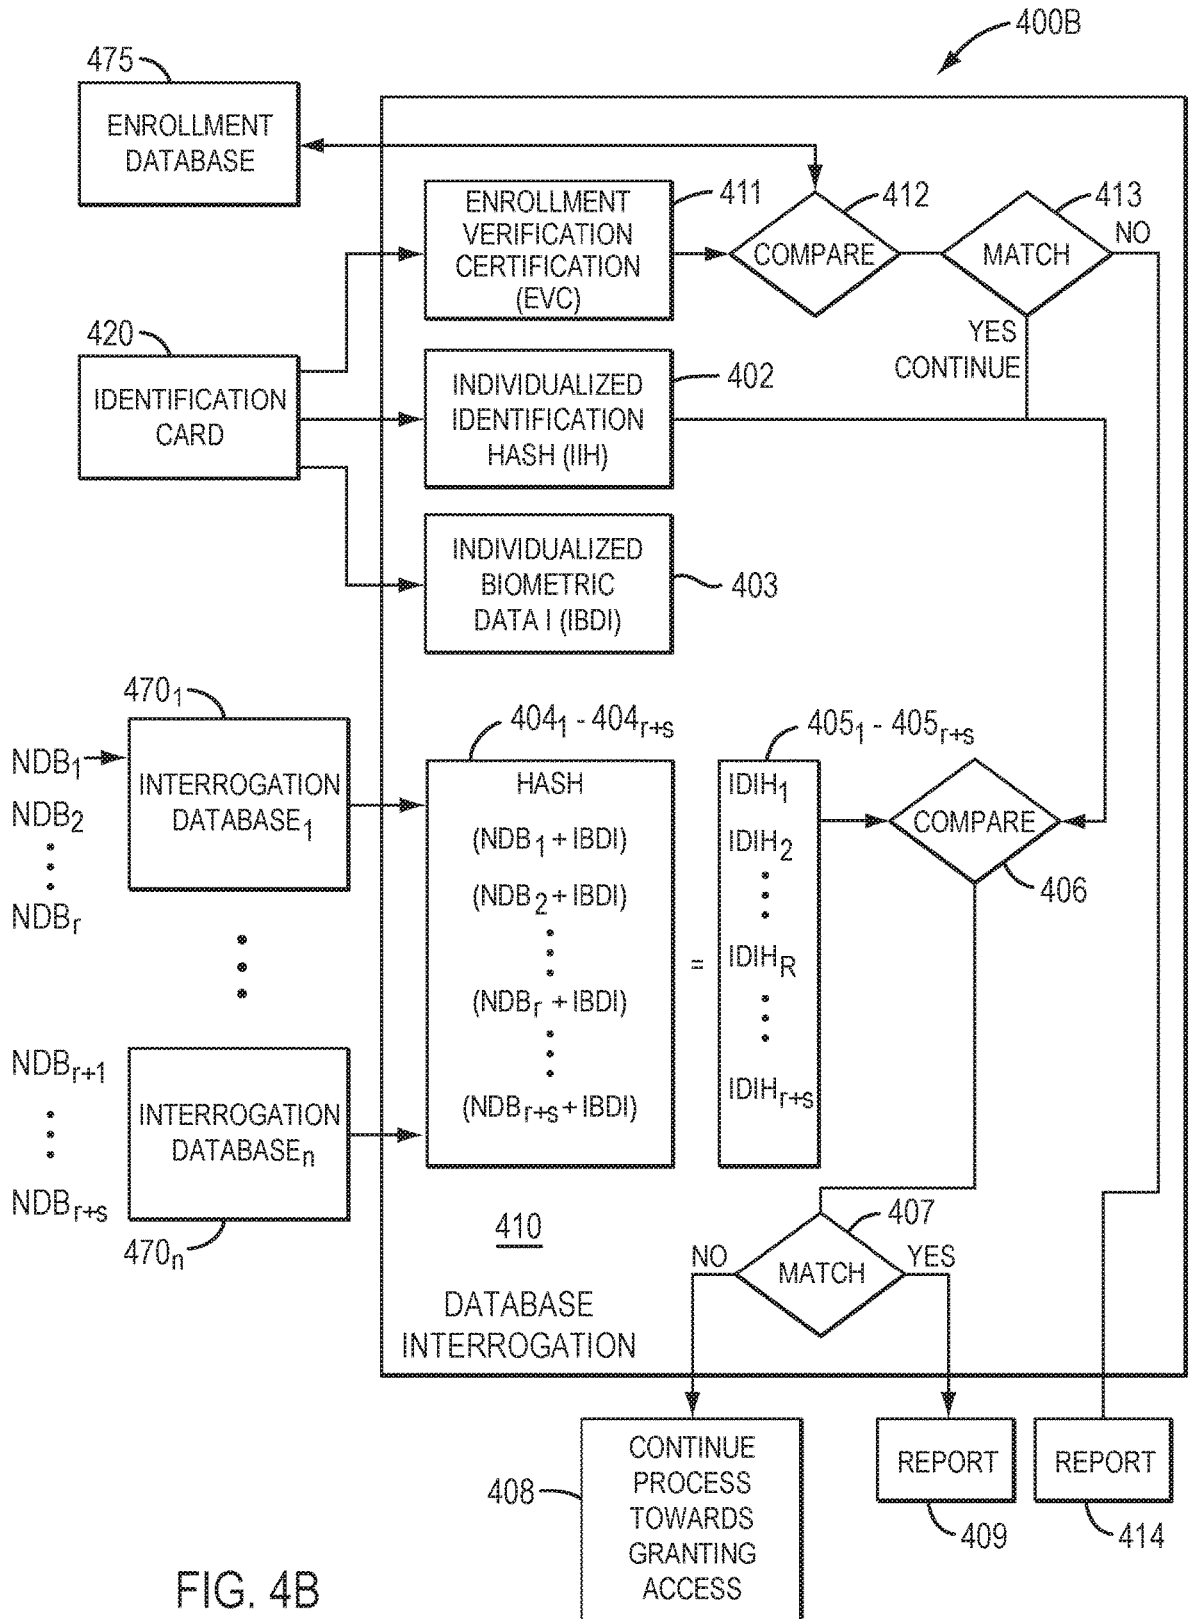 400B
475
ENROLLMENT
DATABASE
ENROLLMENT
VERIFICATION
CERTIFICATION
(EVC)
411
COMPARE
412
MATCH
413
NO
YES
CONTINUE
420
IDENTIFICATION
CARD
INDIVIDUALIZED
IDENTIFICATION
HASH (IIH)
402
INDIVIDUALIZED
BIOMETRIC
DATA I (IBDI)
403
470₁
NDB₁
NDB₂
NDBᵣ
INTERROGATION
DATABASE₁
404₁ - 404ᵣ₊ₛ
HASH
(NDB₁ + IBDI)
(NDB₂ + IBDI)
(NDBᵣ + IBDI)
(NDBᵣ₊ₛ + IBDI)
=
405₁ - 405ᵣ₊ₛ
IDIH₁
IDIH₂
IDIH_R
IDIHᵣ₊ₛ
COMPARE
406
NDBᵣ₊₁
NDBᵣ₊ₛ
INTERROGATION
DATABASEₙ
470ₙ
410
DATABASE
INTERROGATION
407
NO
MATCH
YES
408
CONTINUE
PROCESS
TOWARDS
GRANTING
ACCESS
REPORT
409
REPORT
414
FIG. 4B